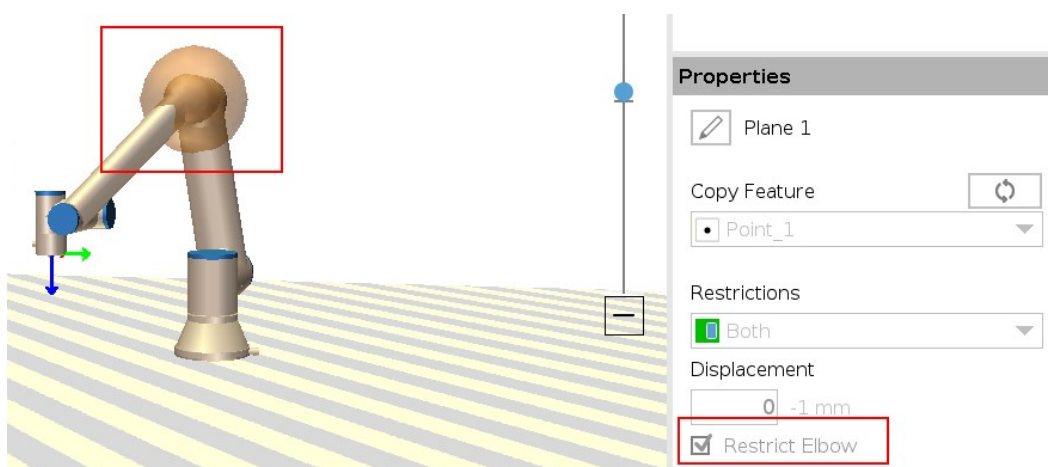 Properties
Plane 1
Copy Feature
Point_1
Restrictions
Both
Displacement
0 -1 mm
Restrict Elbow